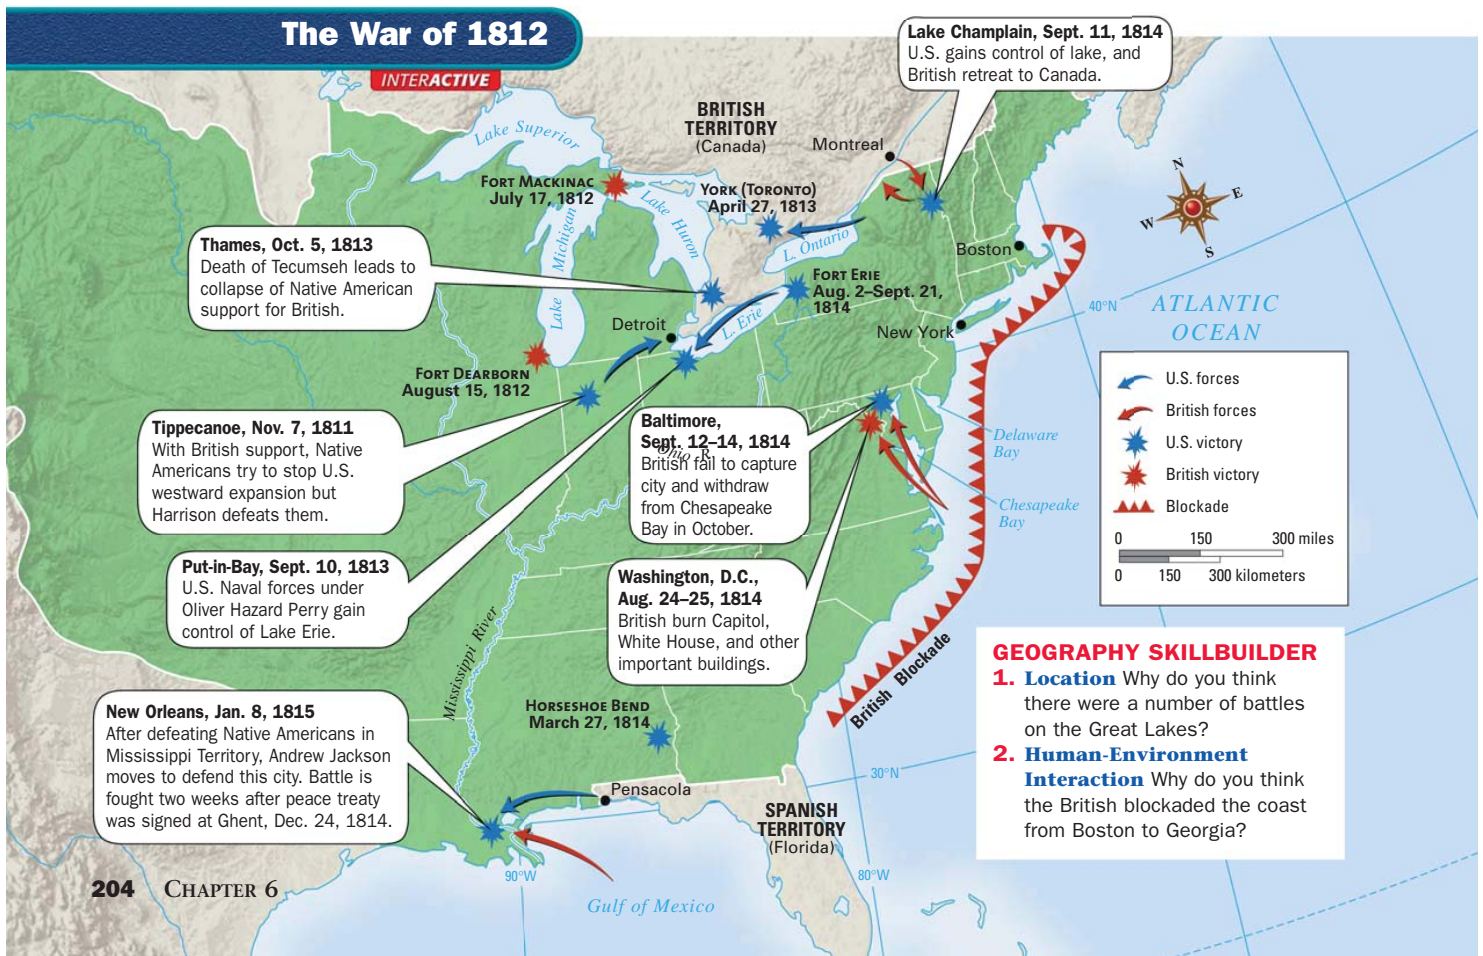 The War of 1812
INTERACTIVE
Lake Champlain, Sept. 11, 1814
U.S. gains control of lake, and
British retreat to Canada.
BRITISH
TERRITORY
(Canada)
Montreal
Lake Superior
FORT MACKINAC
July 17, 1812
YORK (TORONTO)
April 27, 1813
Lake Huron
Lake Michigan
L. Ontario
Boston
N
E
W
S
Thames, Oct. 5, 1813
Death of Tecumseh leads to
collapse of Native American
support for British.
FORT ERIE
Aug. 2–Sept. 21,
1814
L. Erie
Detroit
New York
40°N
ATLANTIC
OCEAN
FORT DEARBORN
August 15, 1812
U.S. forces
British forces
U.S. victory
British victory
Blockade
0 150 300 miles
0 150 300 kilometers
Tippecanoe, Nov. 7, 1811
With British support, Native
Americans try to stop U.S.
westward expansion but
Harrison defeats them.
Baltimore,
Sept. 12–14, 1814
British fail to capture
city and withdraw
from Chesapeake
Bay in October.
Ohio R.
Delaware
Bay
Chesapeake
Bay
Put-in-Bay, Sept. 10, 1813
U.S. Naval forces under
Oliver Hazard Perry gain
control of Lake Erie.
Washington, D.C.,
Aug. 24–25, 1814
British burn Capitol,
White House, and other
important buildings.
Mississippi River
British Blockade
New Orleans, Jan. 8, 1815
After defeating Native Americans in
Mississippi Territory, Andrew Jackson
moves to defend this city. Battle is
fought two weeks after peace treaty
was signed at Ghent, Dec. 24, 1814.
HORSESHOE BEND
March 27, 1814
Pensacola
SPANISH
TERRITORY
(Florida)
30°N
90°W
80°W
Gulf of Mexico
GEOGRAPHY SKILLBUILDER
1. Location Why do you think
there were a number of battles
on the Great Lakes?
2. Human-Environment
Interaction Why do you think
the British blockaded the coast
from Boston to Georgia?
204 CHAPTER 6